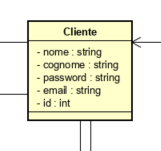 Cliente
- nome : string
- cognome : string
- password : string
- email : string
- id : int